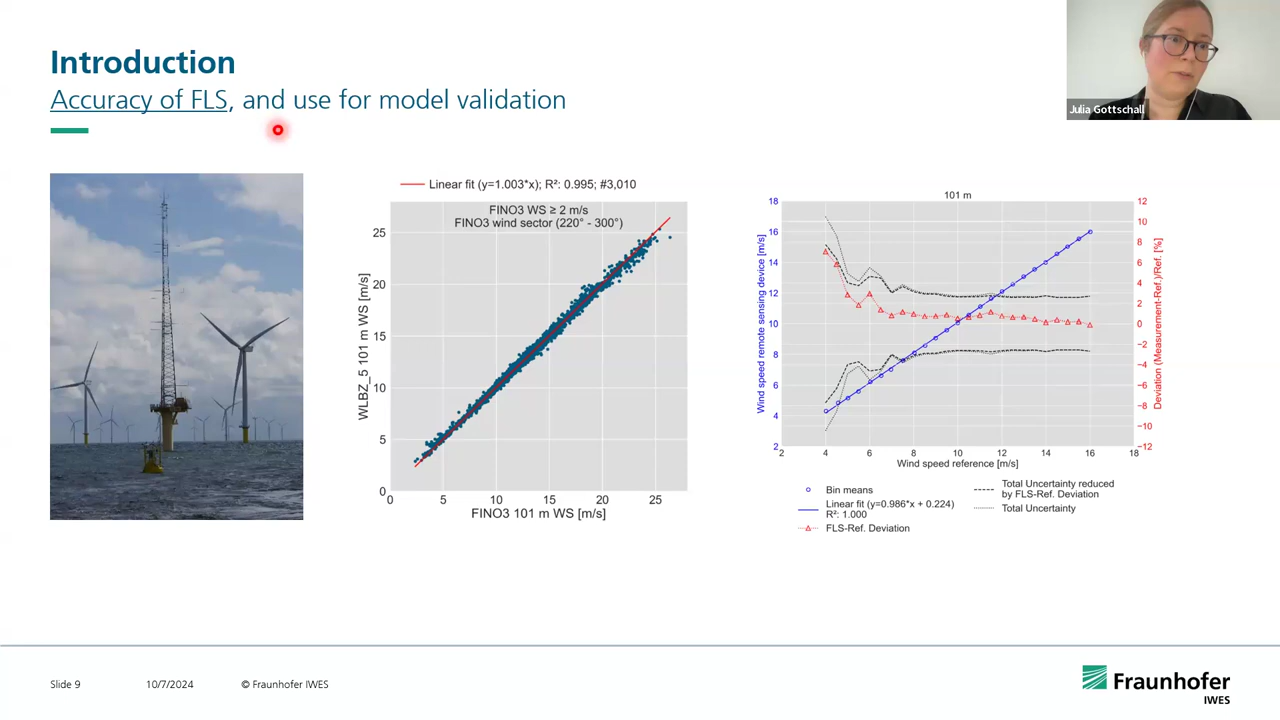 Introduction
Accuracy of FLS, and use for model validation
Julia Gottschall
Linear fit (y=1.003*x); R²: 0.995; #3,010
FINO3 WS ≥ 2 m/s
FINO3 wind sector (220° - 300°)
25
20
15
10
5
0
0 5 10 15 20 25
WLBZ_5 101 m WS [m/s]
FINO3 101 m WS [m/s]
101 m
18
16
14
12
10
8
6
4
2
12
10
8
6
4
2
0
−2
−4
−6
−8
−10
−12
2 4 6 8 10 12 14 16 18
Wind speed remote sensing device [m/s]
Deviation (Measurement-Ref.)/Ref. [%]
Wind speed reference [m/s]
Bin means
Linear fit (y=0.986*x + 0.224)
R²: 1.000
FLS-Ref. Deviation
Total Uncertainty reduced
by FLS-Ref. Deviation
Total Uncertainty
Slide 9
10/7/2024
© Fraunhofer IWES
Fraunhofer
IWES